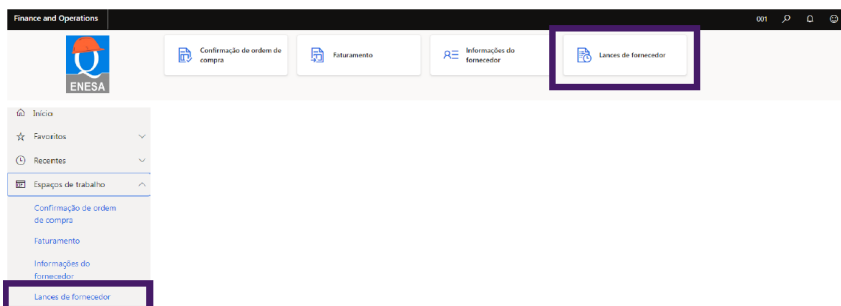 Finance and Operations
001
ENESA
Confirmação de ordem de
compra
Faturamento
Informações do
fornecedor
Lances de fornecedor
Início
Favoritos
Recentes
Espaços de trabalho
Confirmação de ordem
de compra
Faturamento
Informações do
fornecedor
Lances de fornecedor